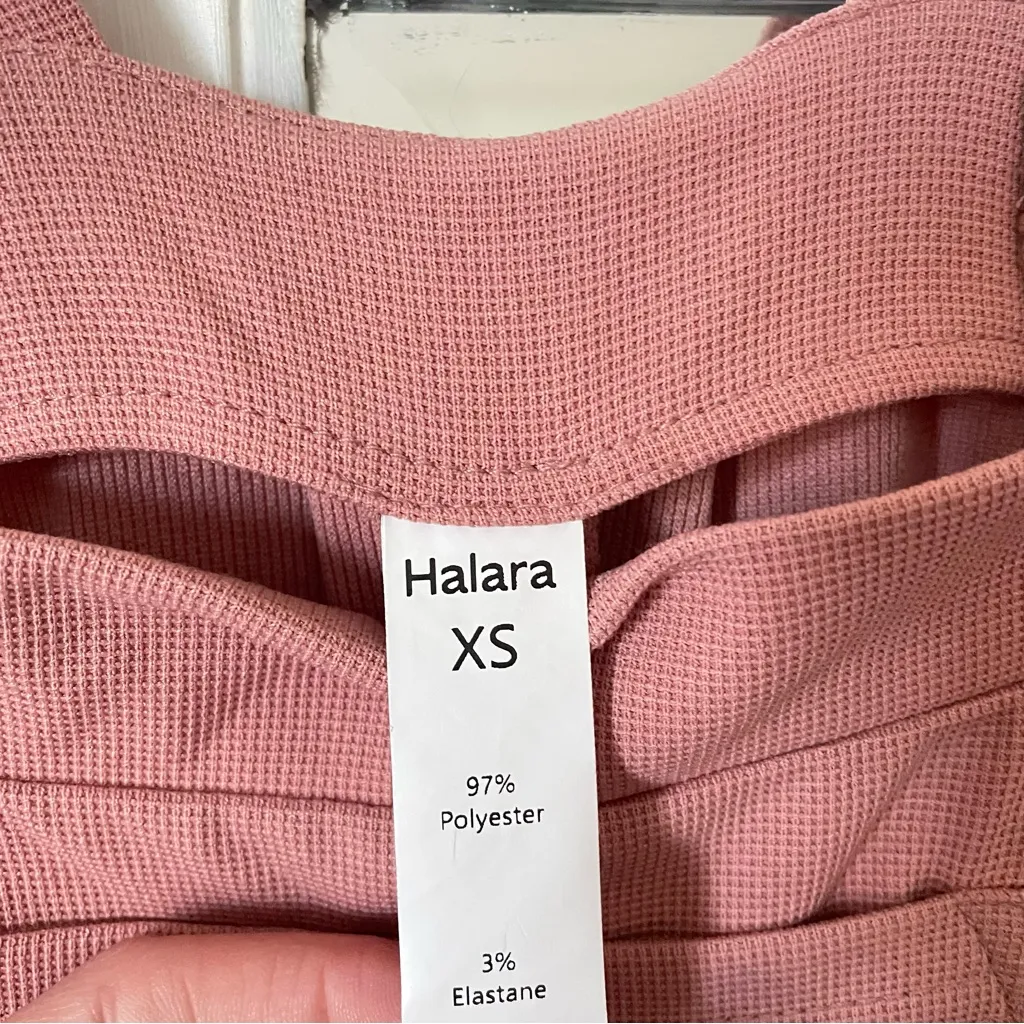 Halara
XS
97%
Polyester
3%
Elastane